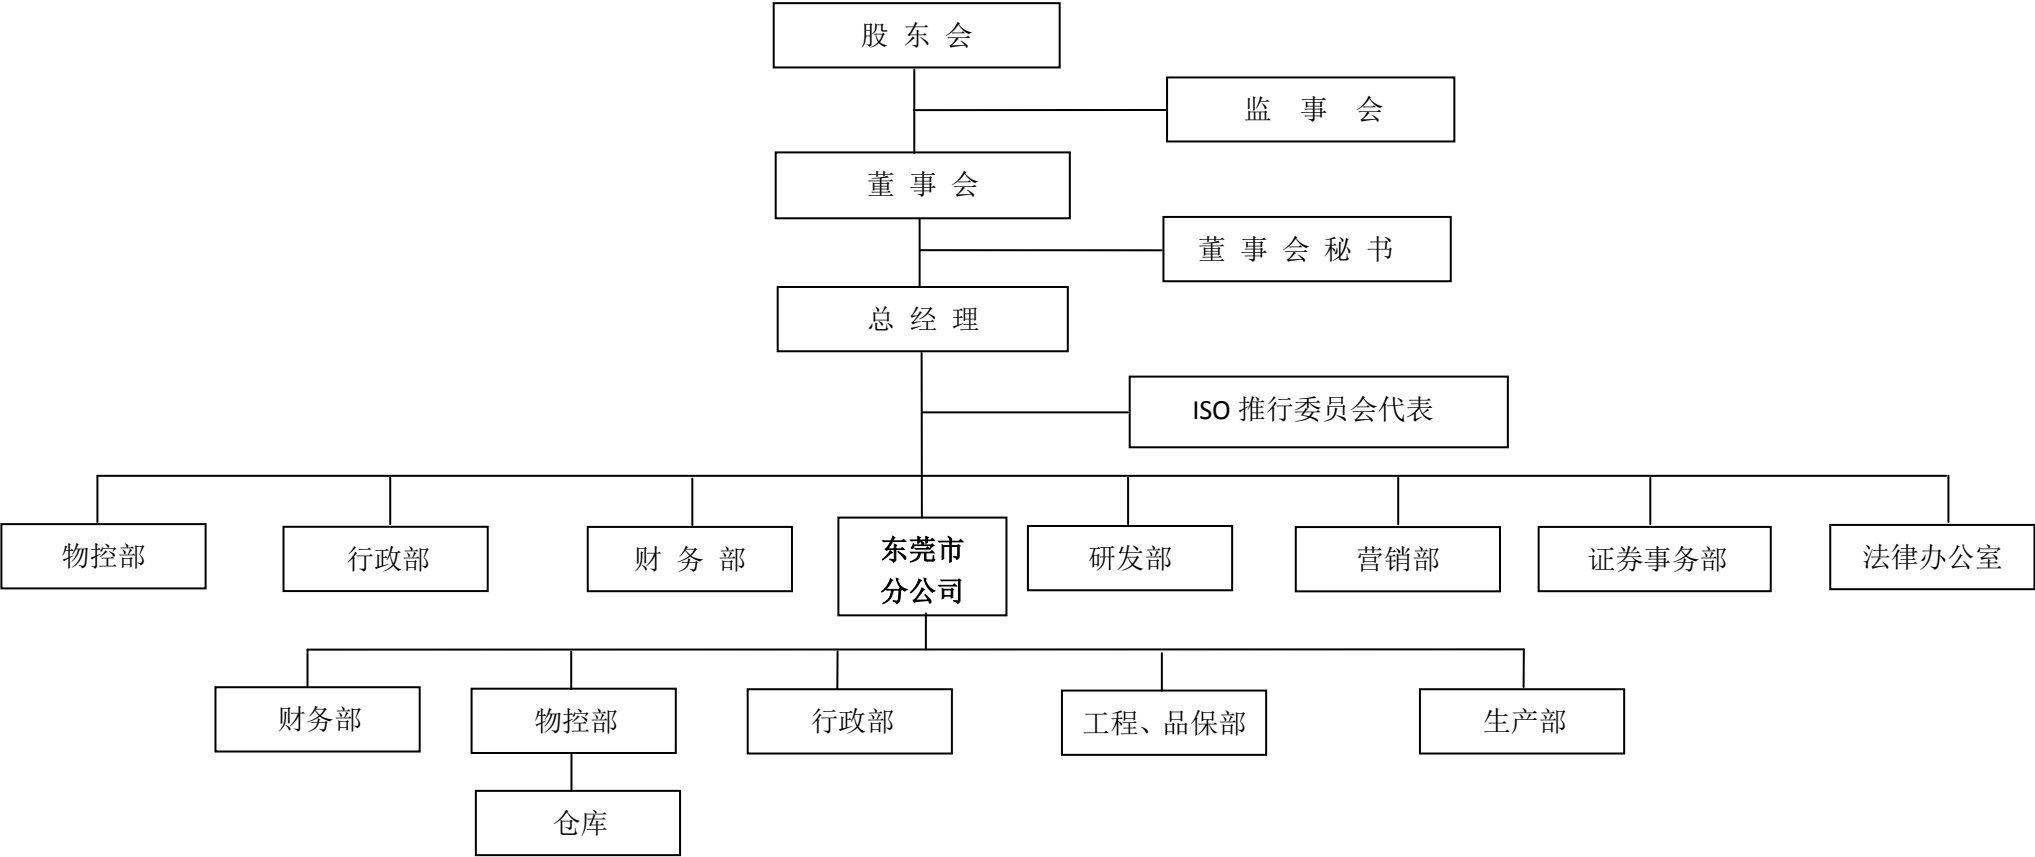 股 东 会
监 事 会
董 事 会
董 事 会 秘 书
总 经 理
ISO 推行委员会代表
物控部
行政部
财 务 部
东莞市
分公司
研发部
营销部
证券事务部
法律办公室
财务部
物控部
行政部
工程、品保部
生产部
仓库